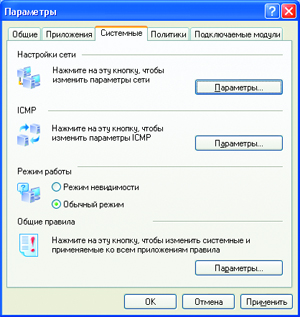 Параметры
Общие Приложения Системные Политики Подключаемые модули
Настройки сети
Нажмите на эту кнопку, чтобы
изменить параметры сети
Параметры...
ICMP
Нажмите на эту кнопку, чтобы
изменить параметры ICMP
Параметры...
Режим работы
Режим невидимости
Обычный режим
Общие правила
Нажмите на эту кнопку, чтобы изменить системные и
применяемые ко всем приложениям правила
Параметры...
OK Отмена Применить